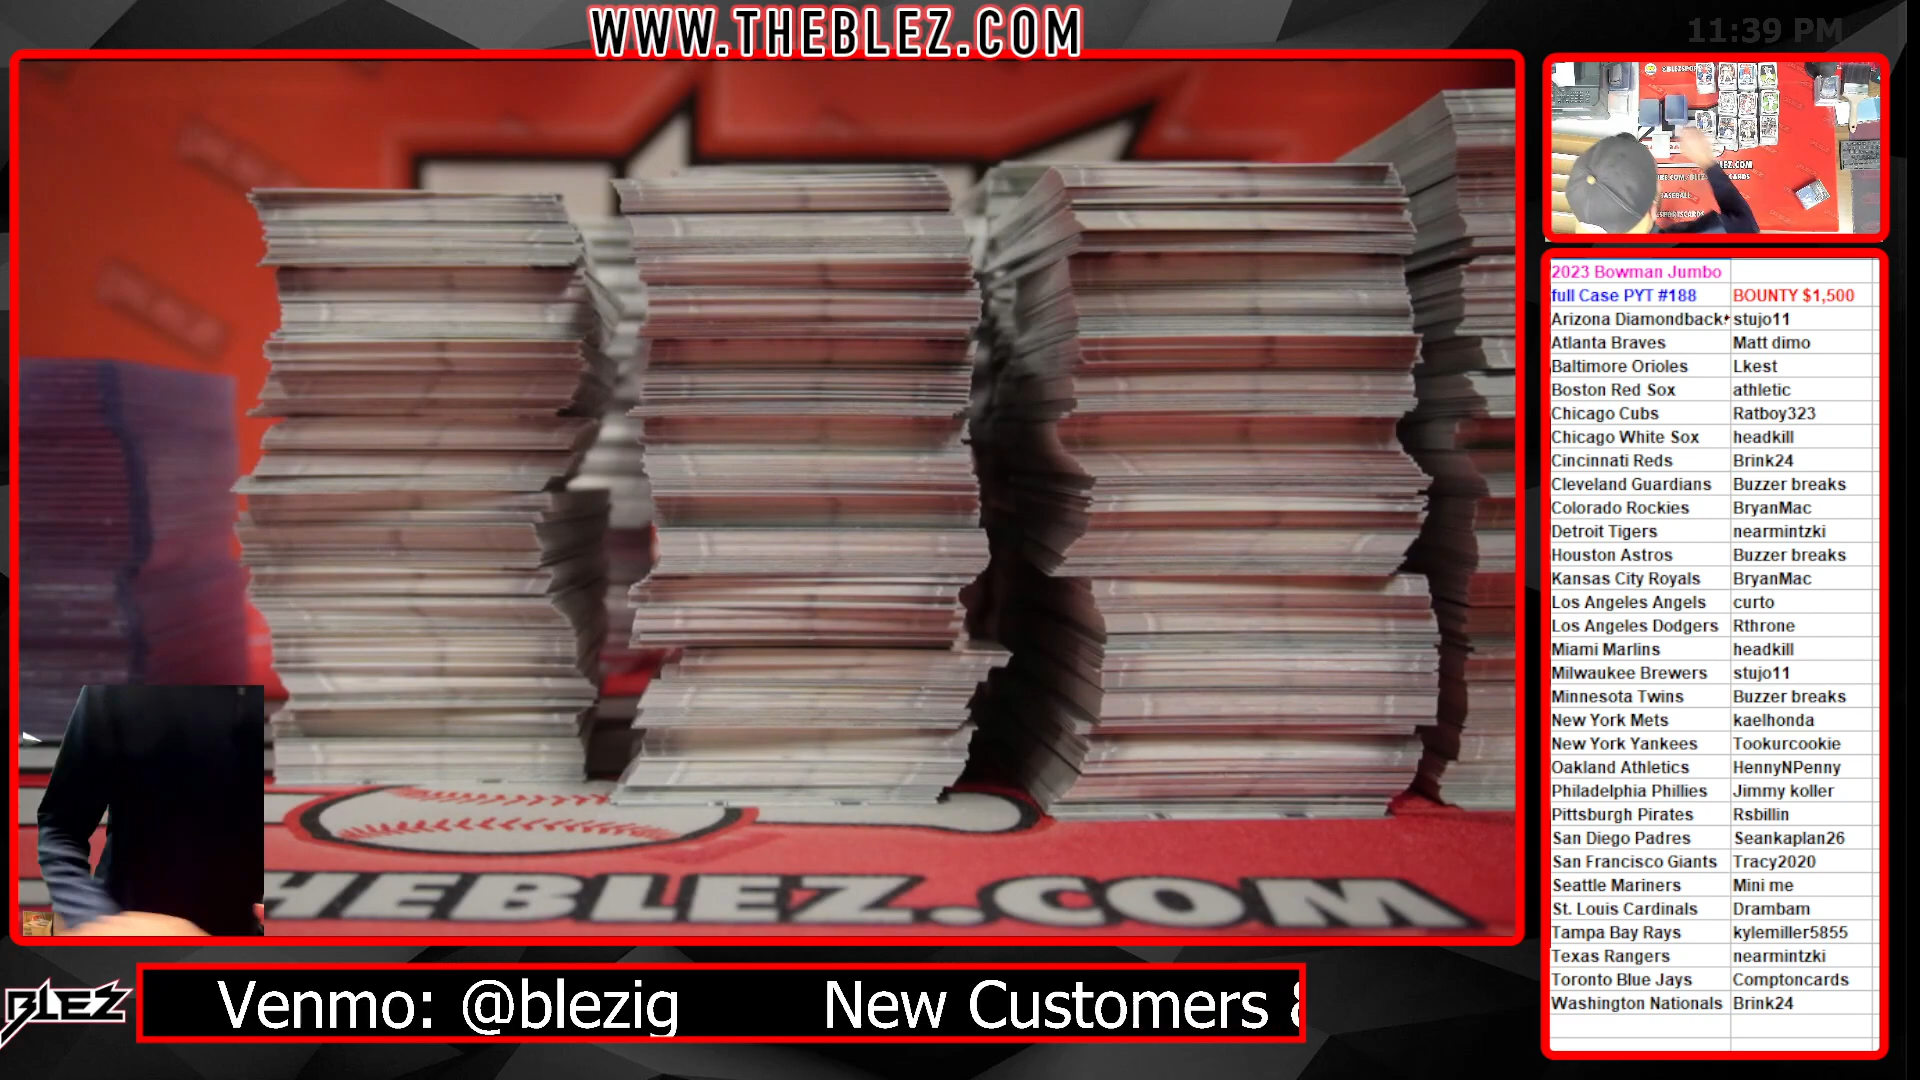 WWW.THEBLEZ.COM
11:39 PM
2023 Bowman Jumbo
full Case PYT #188 BOUNTY $1,500
Arizona Diamondback stujo11
Atlanta Braves Matt dimo
Baltimore Orioles Lkest
Boston Red Sox athletic
Chicago Cubs Ratboy323
Chicago White Sox headkill
Cincinnati Reds Brink24
Cleveland Guardians Buzzer breaks
Colorado Rockies BryanMac
Detroit Tigers nearmintzki
Houston Astros Buzzer breaks
Kansas City Royals BryanMac
Los Angeles Angels curto
Los Angeles Dodgers Rthrone
Miami Marlins headkill
Milwaukee Brewers stujo11
Minnesota Twins Buzzer breaks
New York Mets kaelhonda
New York Yankees Tookurcookie
Oakland Athletics HennyNPenny
Philadelphia Phillies Jimmy koller
Pittsburgh Pirates Rsbillin
San Diego Padres Seankaplan26
San Francisco Giants Tracy2020
Seattle Mariners Mini me
St. Louis Cardinals Drambam
Tampa Bay Rays kylemiller5855
Texas Rangers nearmintzki
Toronto Blue Jays Comptoncards
Washington Nationals Brink24
HEBLEZ.COM
BLEZ
Venmo: @blezig New Customers